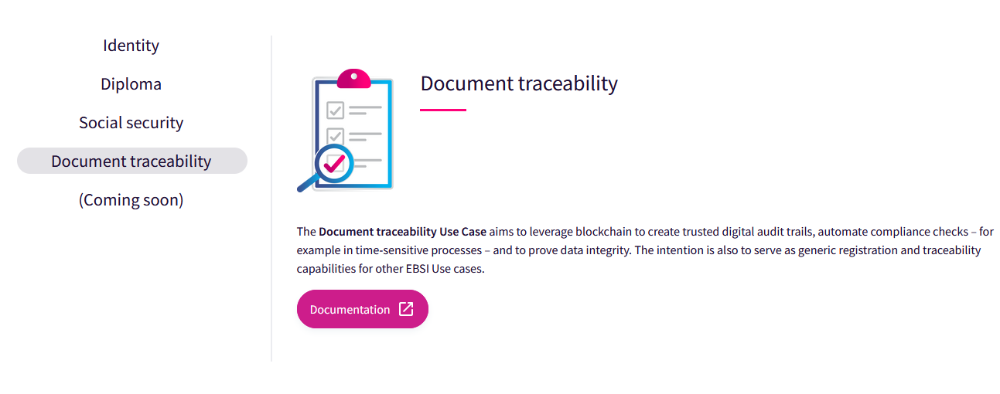 Identity
Diploma
Social security
Document traceability
(Coming soon)
Document traceability
The Document traceability Use Case aims to leverage blockchain to create trusted digital audit trails, automate compliance checks – for
example in time-sensitive processes – and to prove data integrity. The intention is also to serve as generic registration and traceability
capabilities for other EBSI Use cases.
Documentation